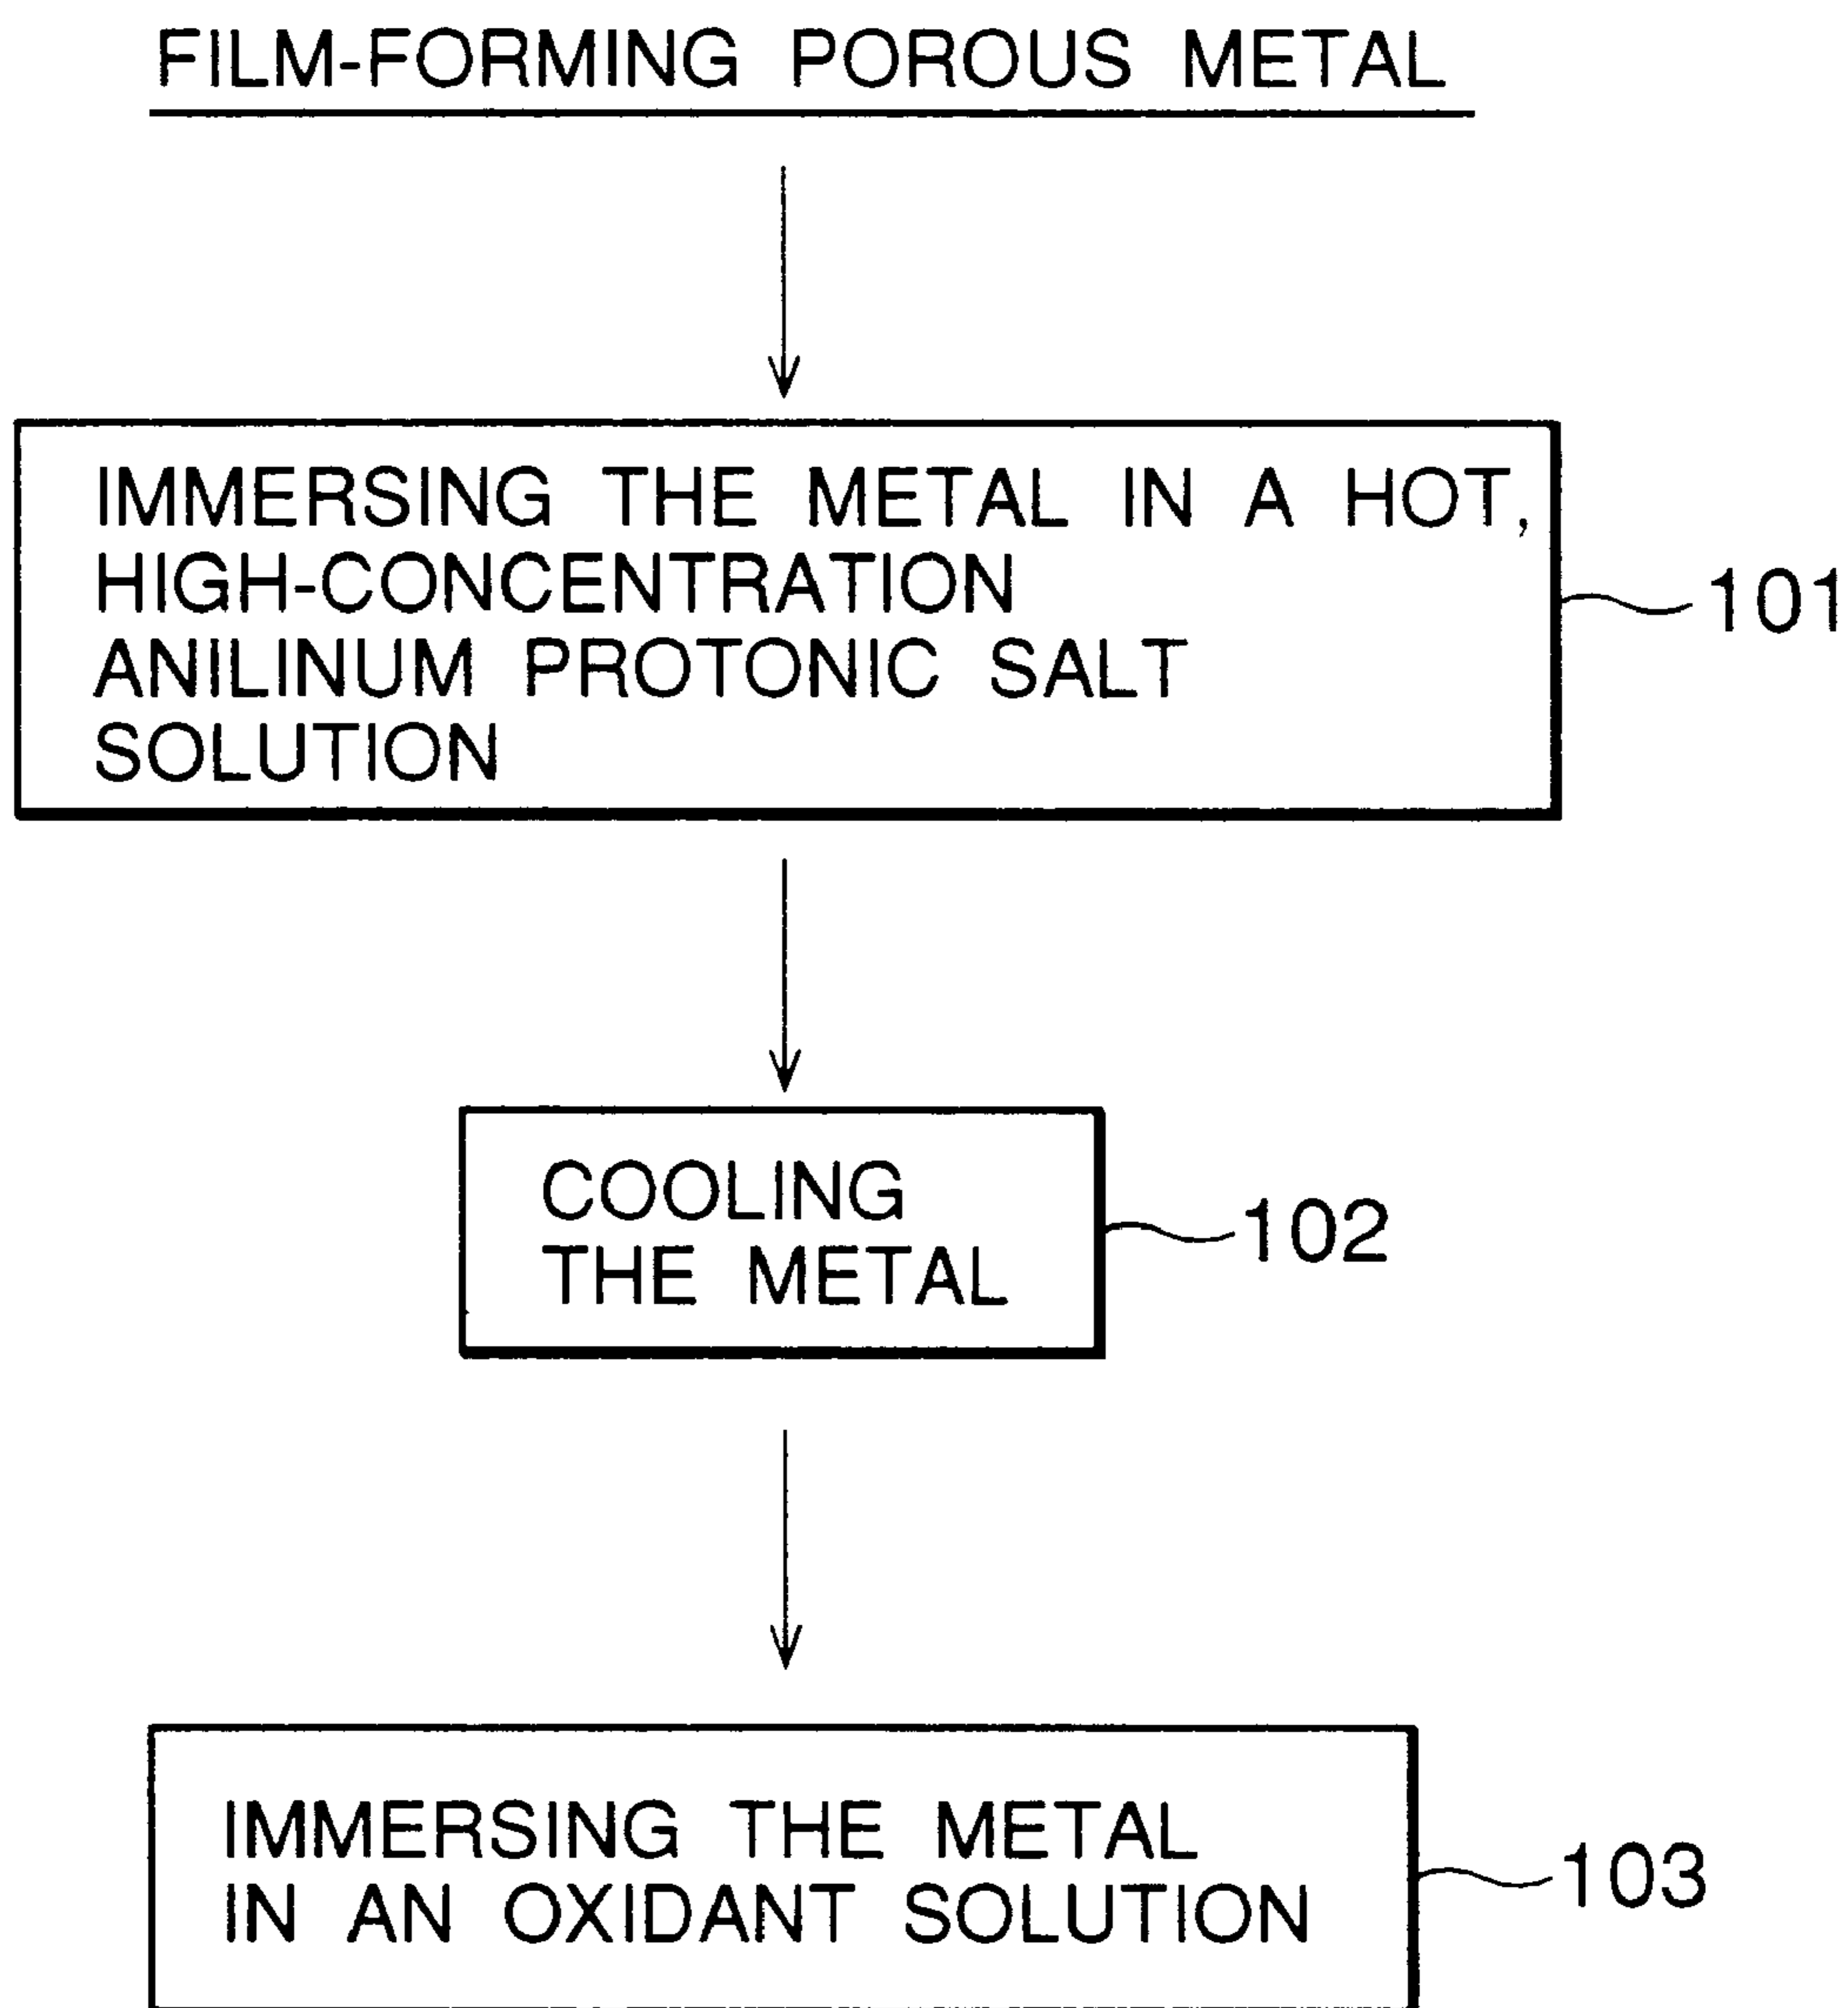 FILM-FORMING POROUS METAL
IMMERSING THE METAL IN A HOT,
HIGH-CONCENTRATION
ANILINUM PROTONIC SALT
SOLUTION
101
COOLING
THE METAL
102
IMMERSING THE METAL
IN AN OXIDANT SOLUTION
103